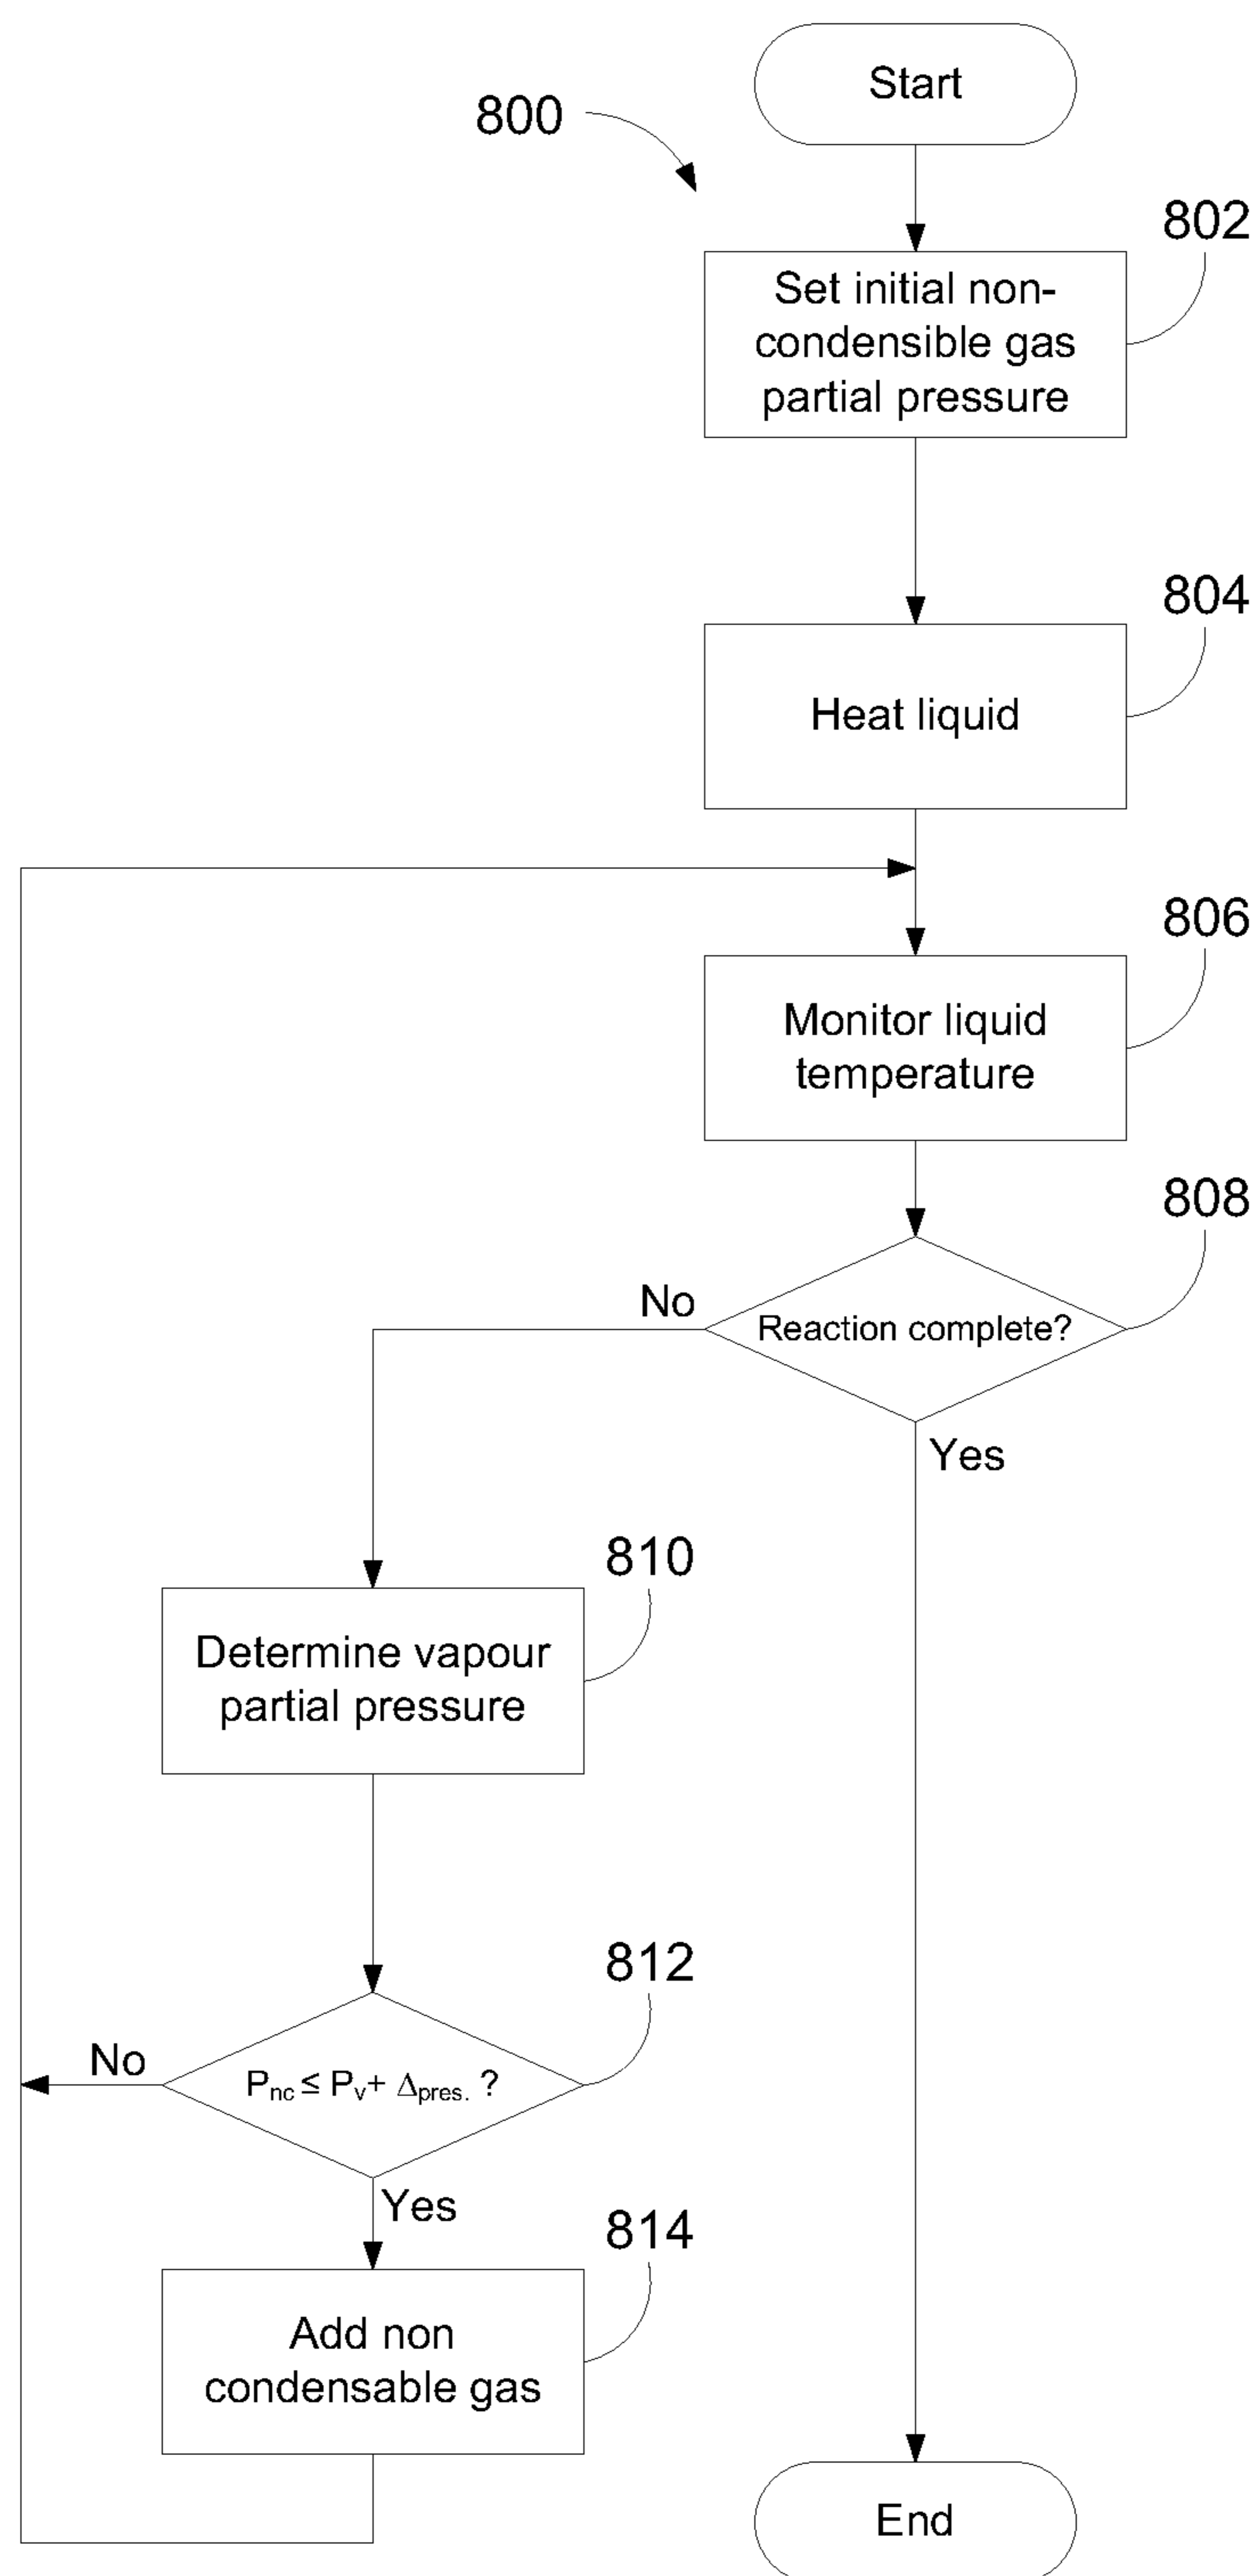 Start
800
802
Set initial non-
condensible gas
partial pressure
804
Heat liquid
806
Monitor liquid
temperature
808
No
Reaction complete?
Yes
810
Determine vapour
partial pressure
812
No
Pnc ≤ Pv+ Δpres. ?
Yes
814
Add non
condensable gas
End